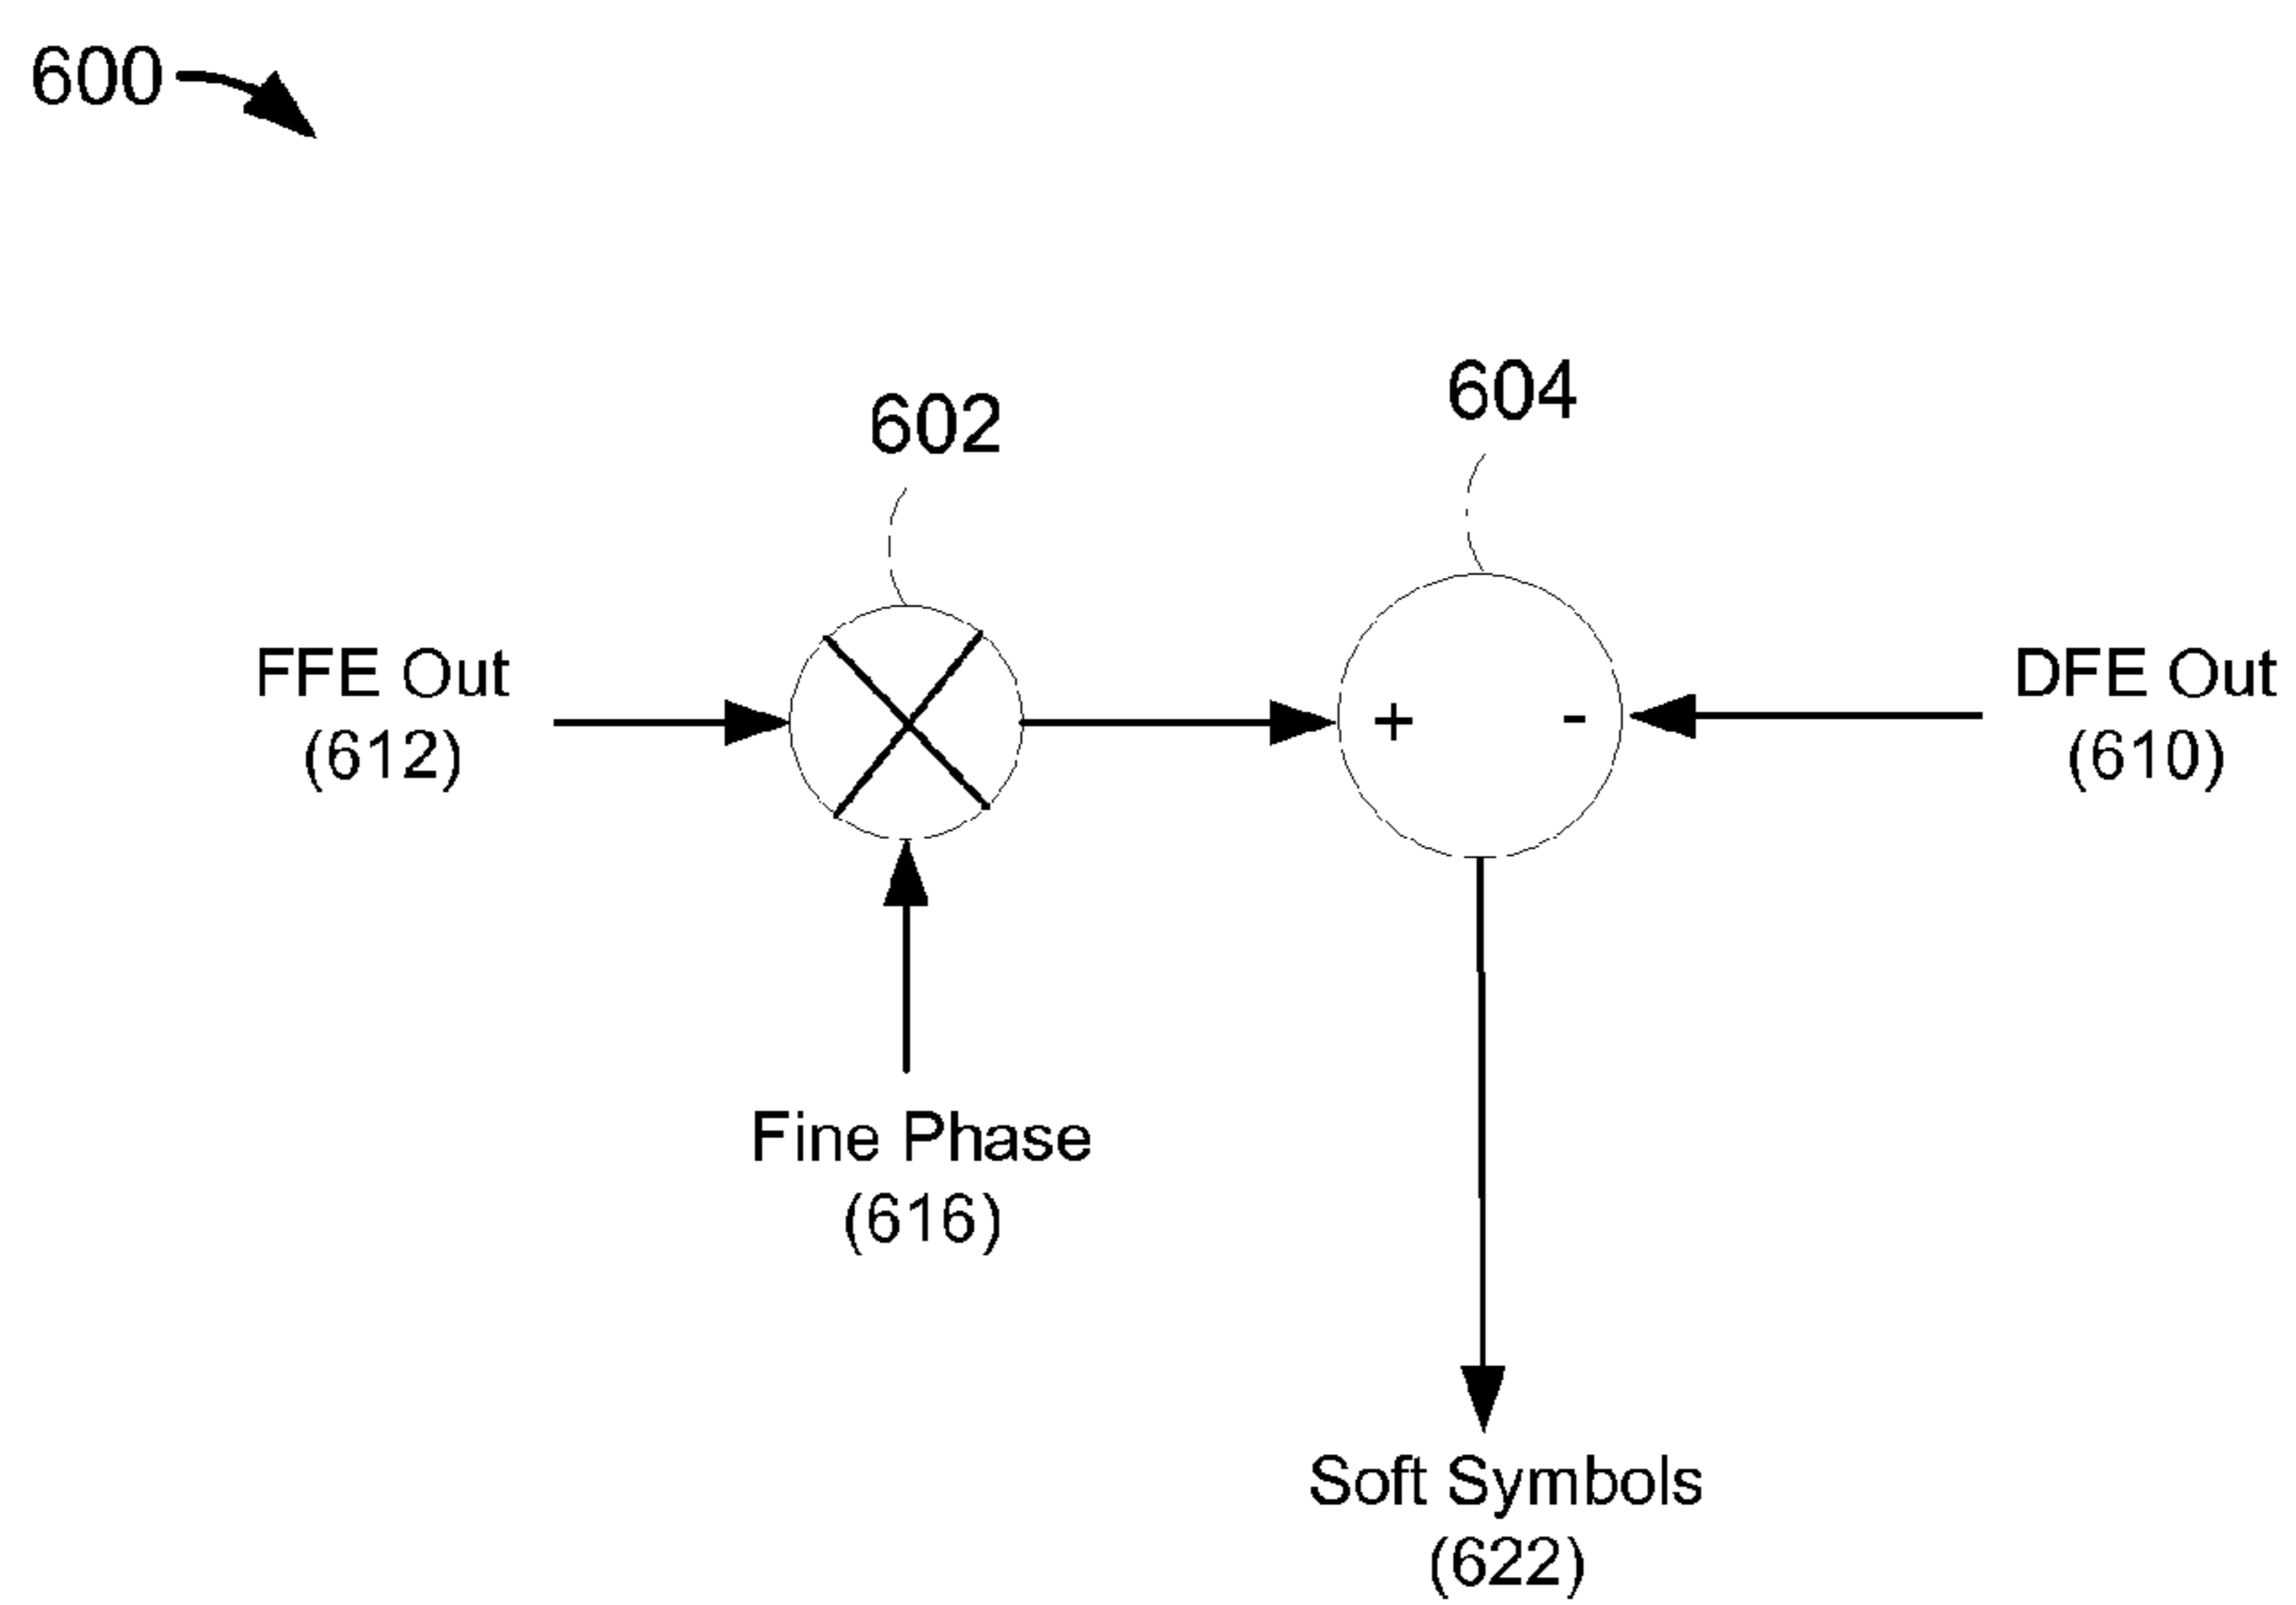 600
604
602
FFE Out
(612)
+
-
DFE Out
(610)
Fine Phase
(616)
Soft Symbols
(622)